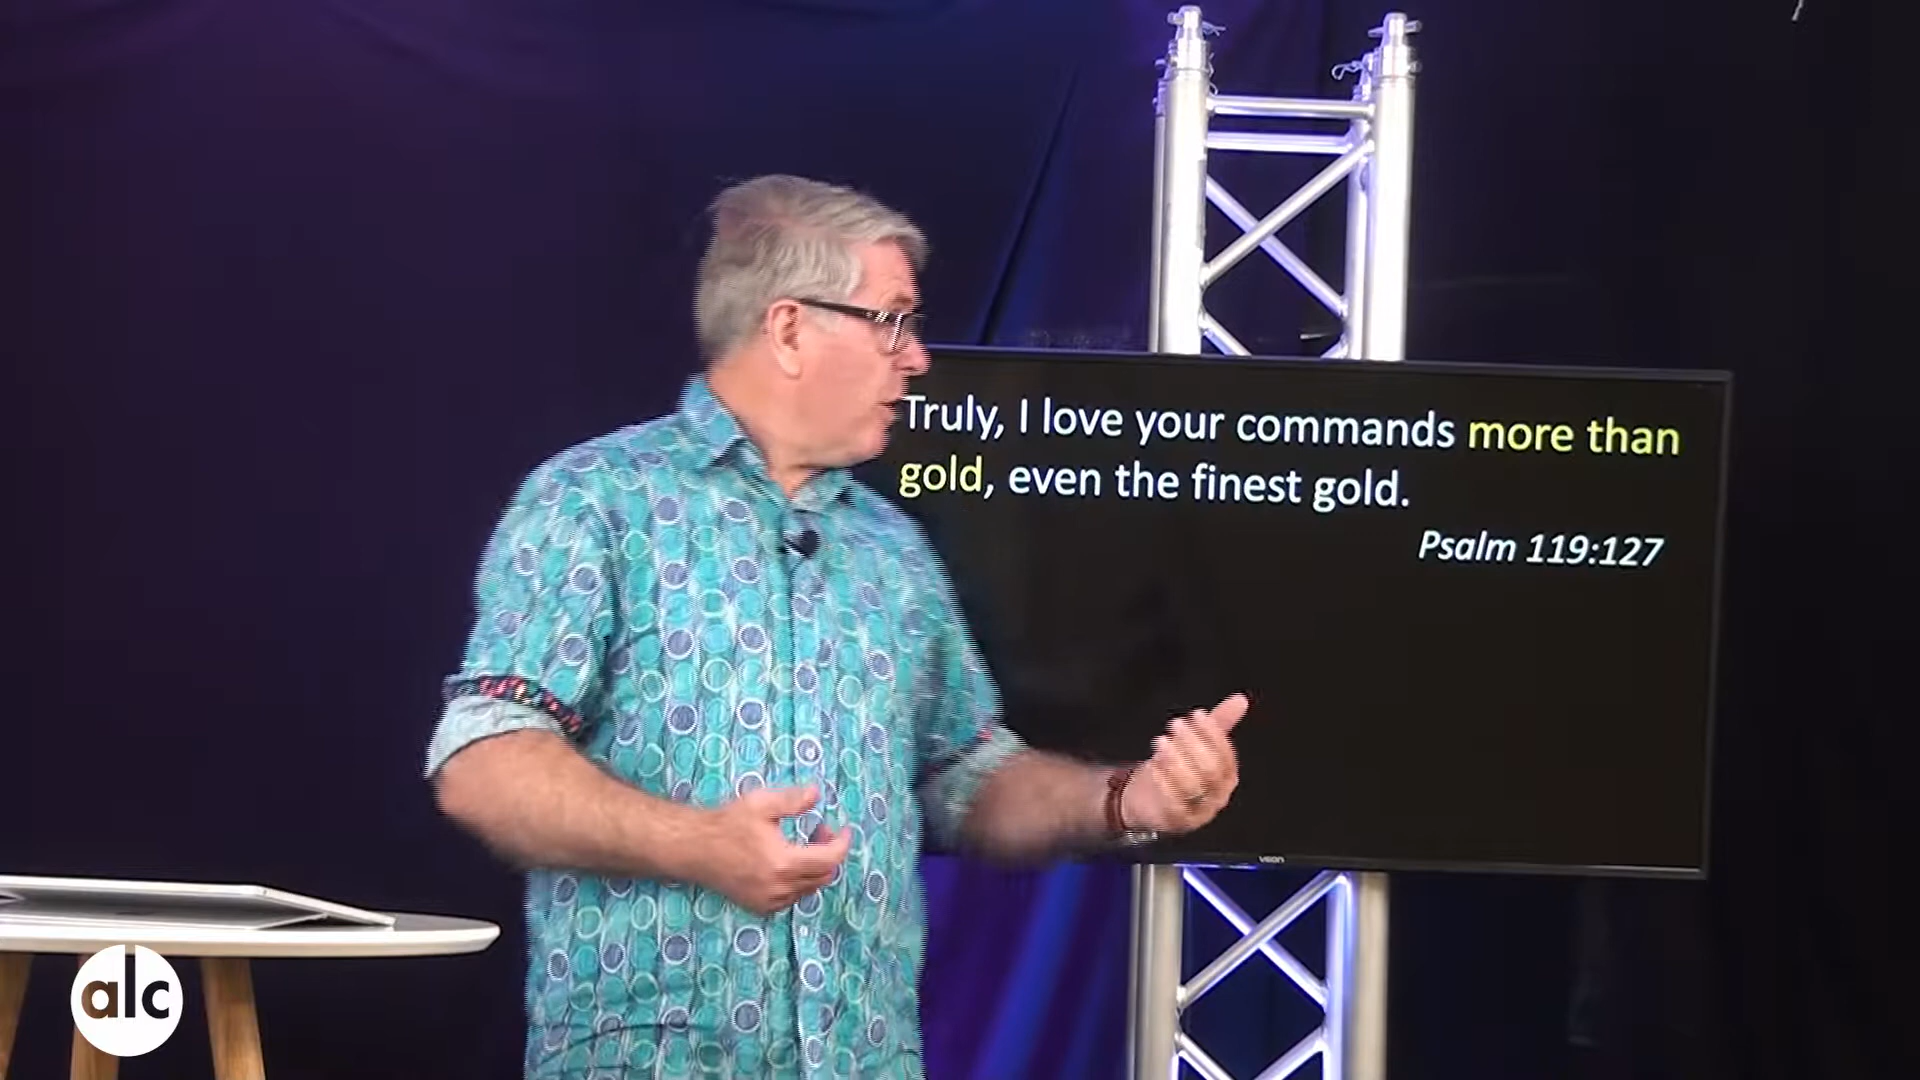 Truly, I love your commands more than
gold, even the finest gold.
Psalm 119:127
alc